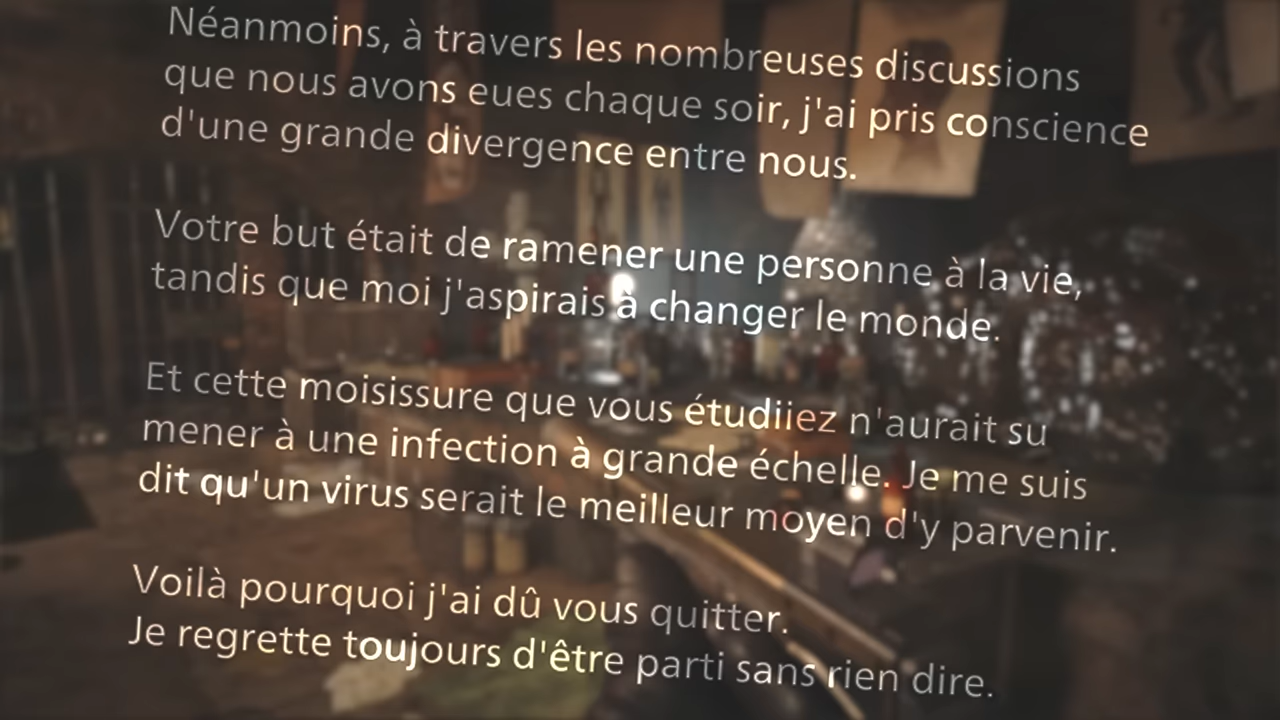 Néanmoins, à travers les nombreuses discussions
que nous avons eues chaque soir, j'ai pris conscience
d'une grande divergence entre nous.
Votre but était de ramener une personne à la vie,
tandis que moi j'aspirais à changer le monde.
Et cette moisissure que vous étudiiez n'aurait su
mener à une infection à grande échelle. Je me suis
dit qu'un virus serait le meilleur moyen d'y parvenir.
Voilà pourquoi j'ai dû vous quitter.
Je regrette toujours d'être parti sans rien dire.